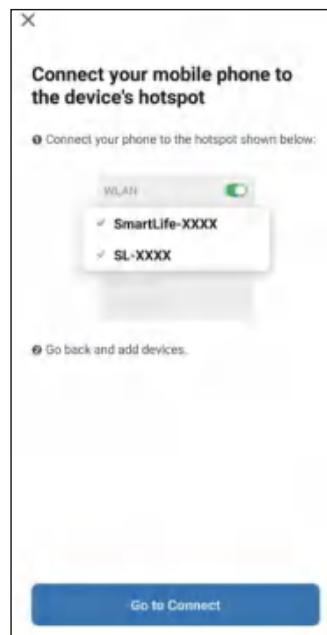 Connect your mobile phone to
the device's hotspot
❶ Connect your phone to the hotspot shown below:
WLAN
✓ SmartLife-XXXX
✓ SL-XXXX
❷ Go back and add devices.
Go to Connect